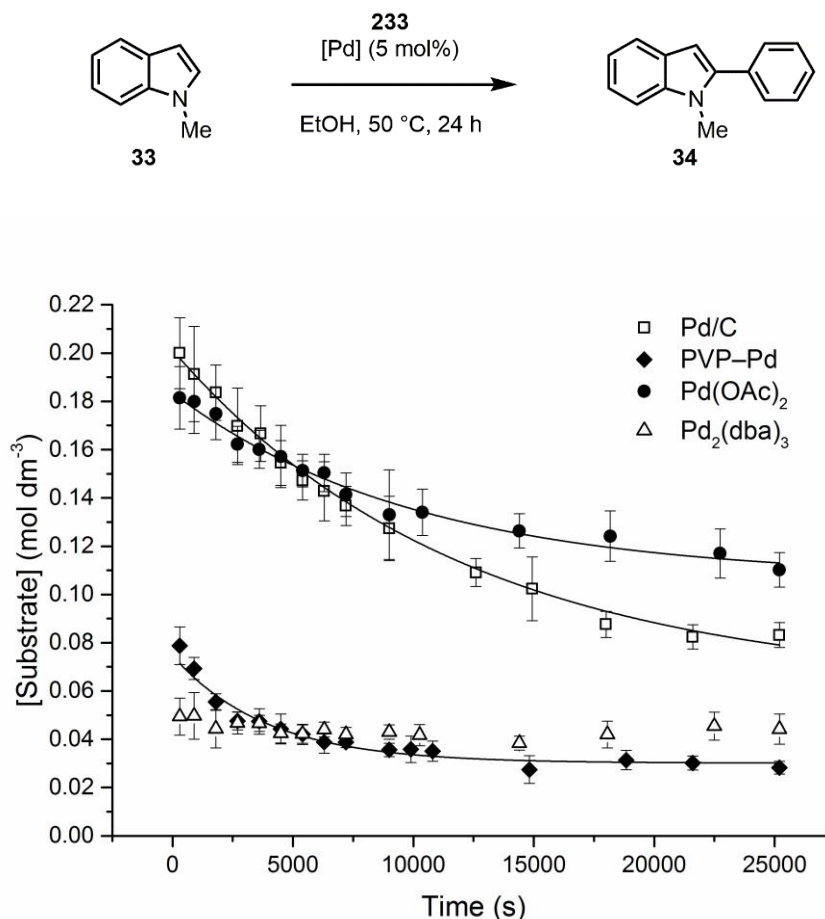 233
[Pd] (5 mol%)
EtOH, 50 °C, 24 h
N
Me
33
N
Me
34
0.22
0.20
0.18
0.16
0.14
0.12
0.10
0.08
0.06
0.04
0.02
0.00
[Substrate] (mol dm⁻³)
Pd/C
PVP–Pd
Pd(OAc)₂
Pd₂(dba)₃
0 5000 10000 15000 20000 25000
Time (s)